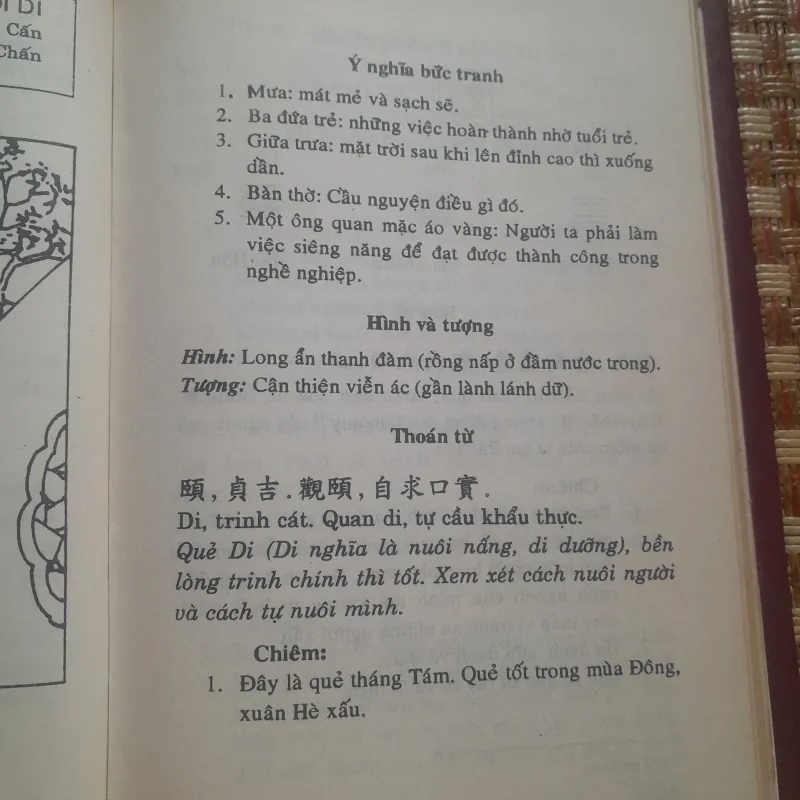 DI
Cấn
Chấn
Ý nghĩa bức tranh
1. Mưa: mát mẻ và sạch sẽ.
2. Ba đứa trẻ: những việc hoàn thành nhờ tuổi trẻ.
3. Giữa trưa: mặt trời sau khi lên đỉnh cao thì xuống
dần.
4. Bàn thờ: Cầu nguyện điều gì đó.
5. Một ông quan mặc áo vàng: Người ta phải làm
việc siêng năng để đạt được thành công trong
nghề nghiệp.
Hình và tượng
Hình: Long ẩn thanh đàm (rồng nấp ở đầm nước trong).
Tượng: Cận thiện viễn ác (gần lành lánh dữ).
Thoán từ
頤, 貞吉. 觀頤, 自求口實.
Di, trinh cát. Quan di, tự cầu khẩu thực.
Quẻ Di (Di nghĩa là nuôi nấng, di dưỡng), bền
lòng trinh chính thì tốt. Xem xét cách nuôi người
và cách tự nuôi mình.
Chiêm:
1. Đây là quẻ tháng Tám. Quẻ tốt trong mùa Đông,
xuân Hè xấu.